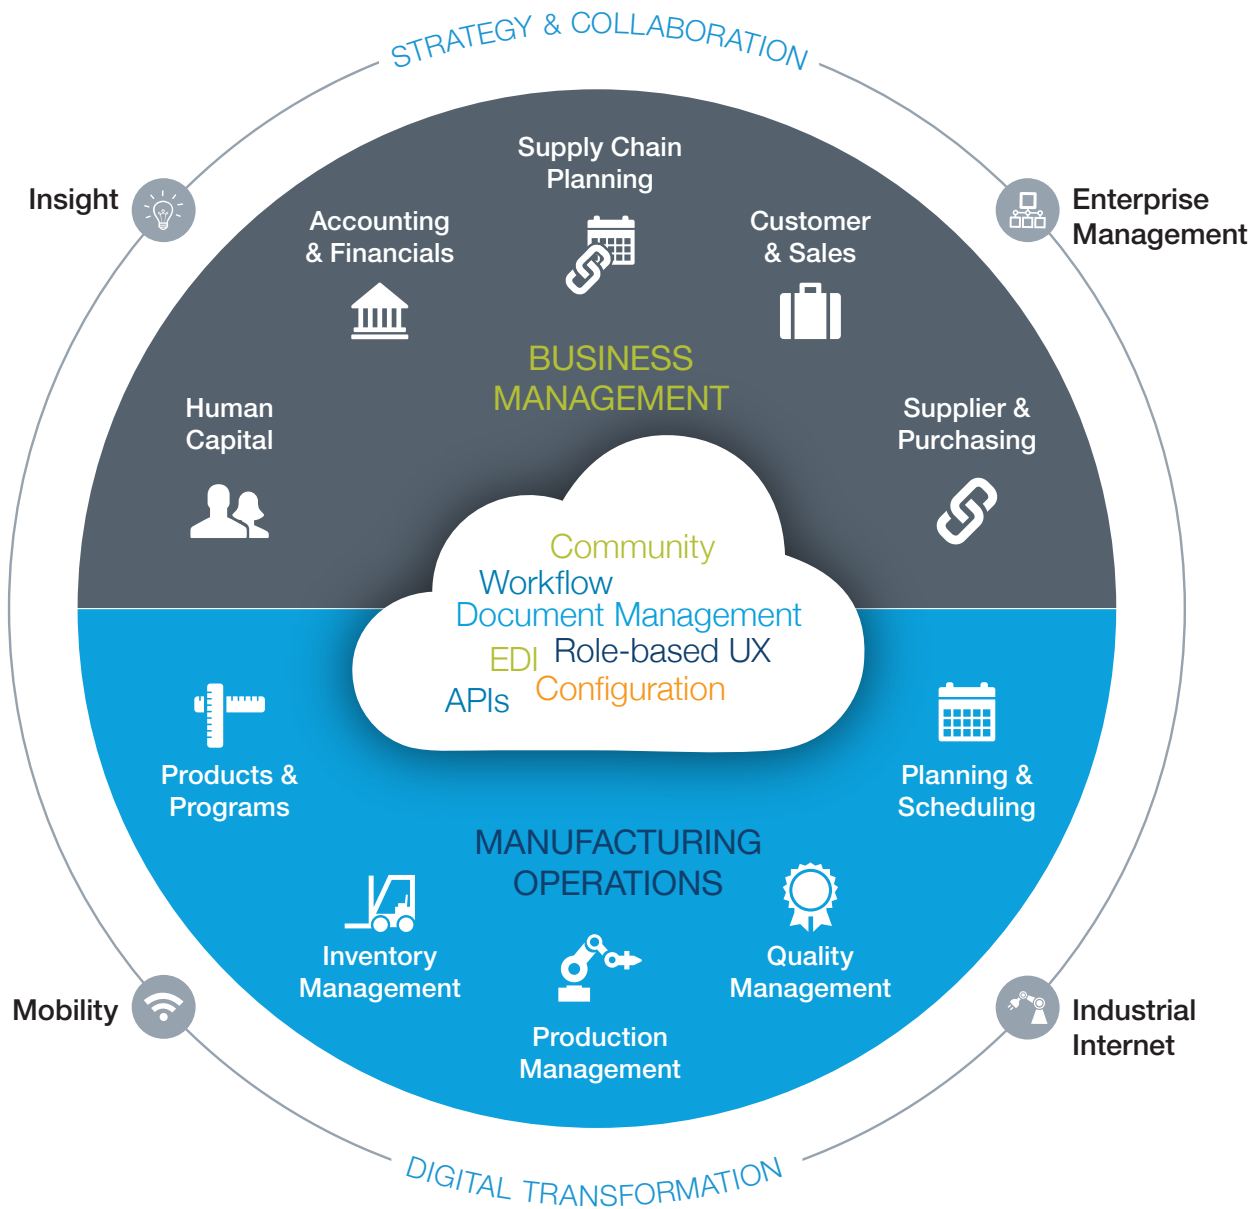 STRATEGY & COLLABORATION
Insight
Enterprise
Management
Supply Chain
Planning
Accounting
& Financials
Customer
& Sales
BUSINESS
MANAGEMENT
Human
Capital
Supplier &
Purchasing
Community
Workflow
Document Management
EDI
Role-based UX
APIs
Configuration
Products &
Programs
Planning &
Scheduling
MANUFACTURING
OPERATIONS
Inventory
Management
Quality
Management
Production
Management
Mobility
Industrial
Internet
DIGITAL TRANSFORMATION